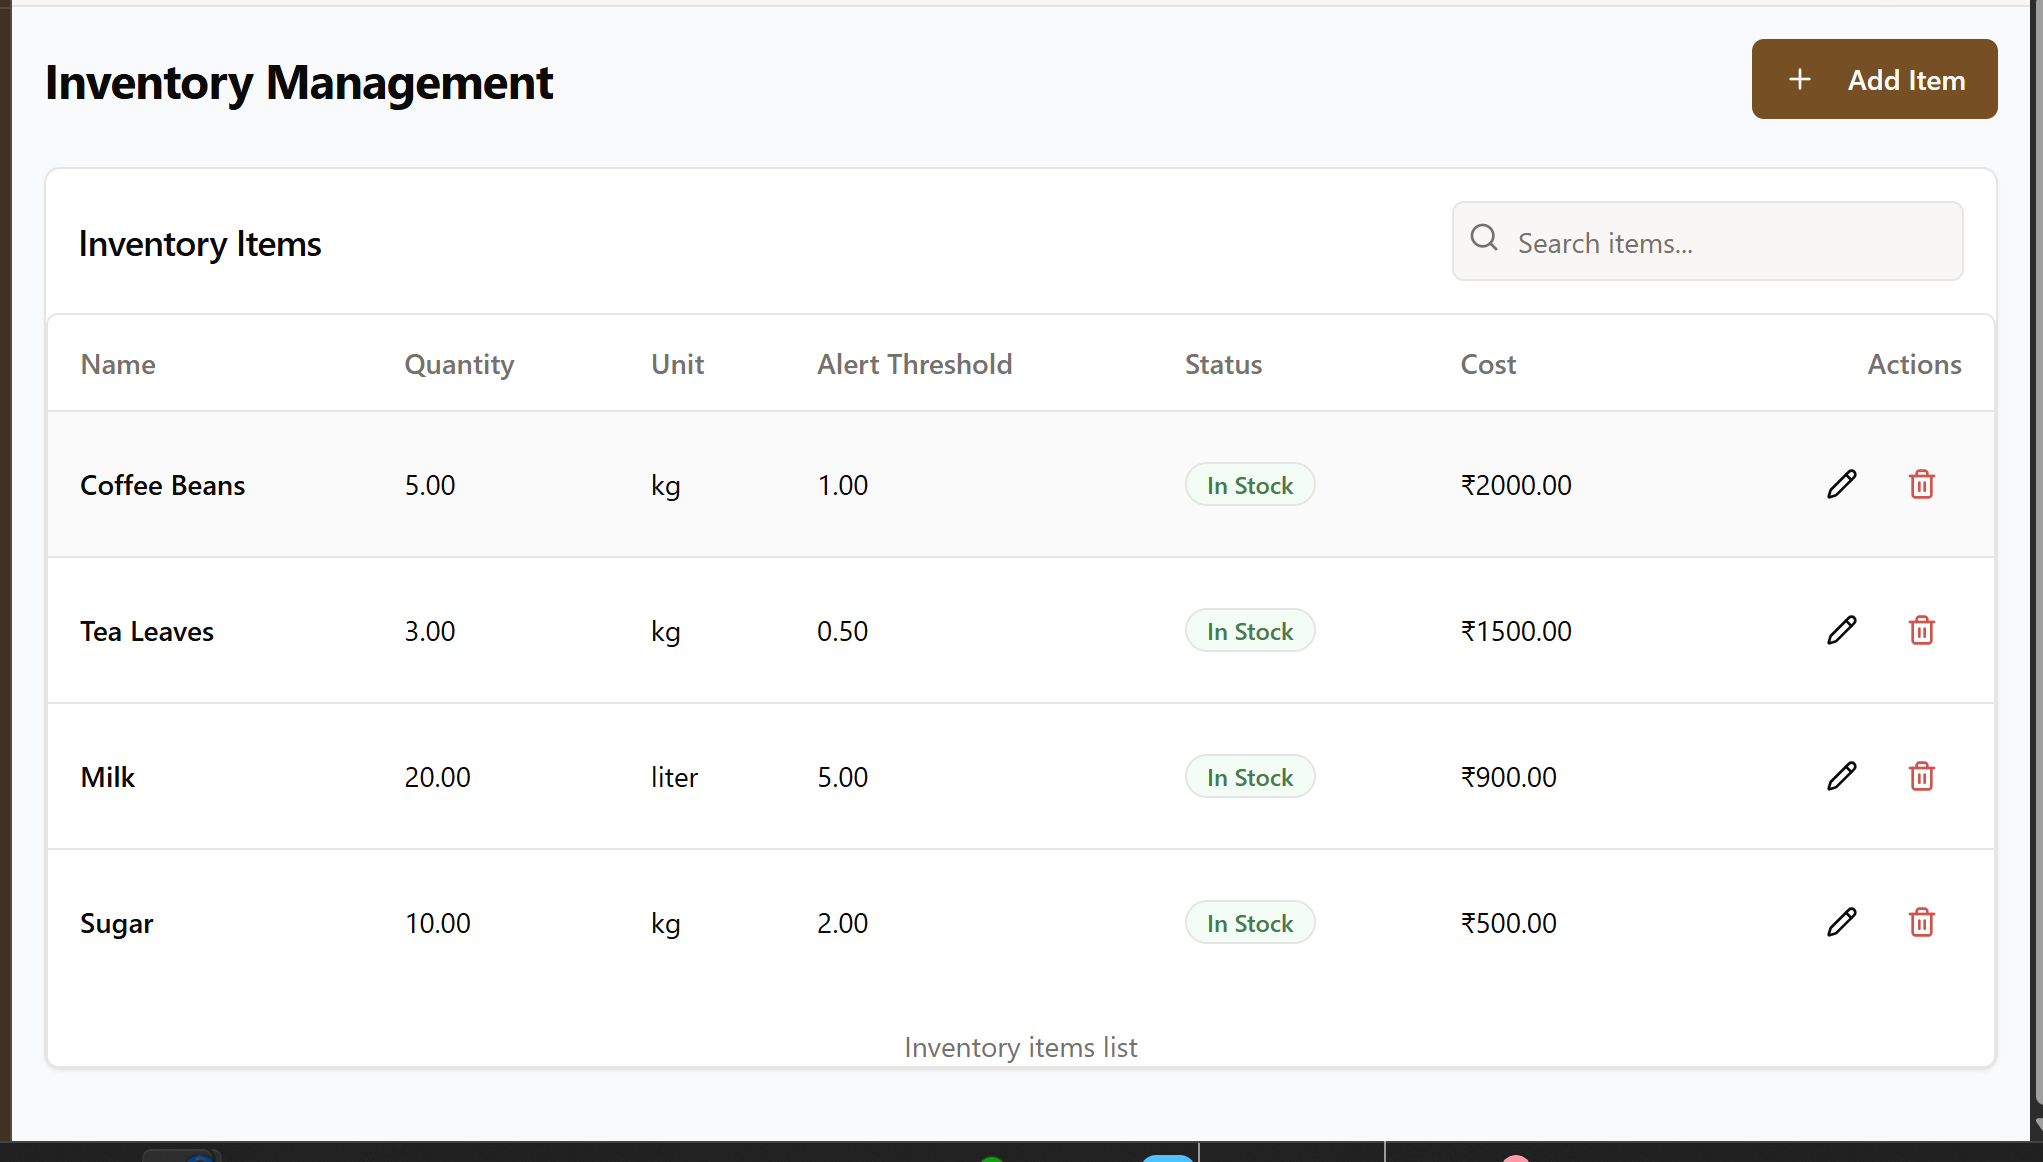 Inventory Management
+ Add Item
Inventory Items
Search items...
Name Quantity Unit Alert Threshold Status Cost Actions
Coffee Beans 5.00 kg 1.00 In Stock ₹2000.00
Tea Leaves 3.00 kg 0.50 In Stock ₹1500.00
Milk 20.00 liter 5.00 In Stock ₹900.00
Sugar 10.00 kg 2.00 In Stock ₹500.00
Inventory items list